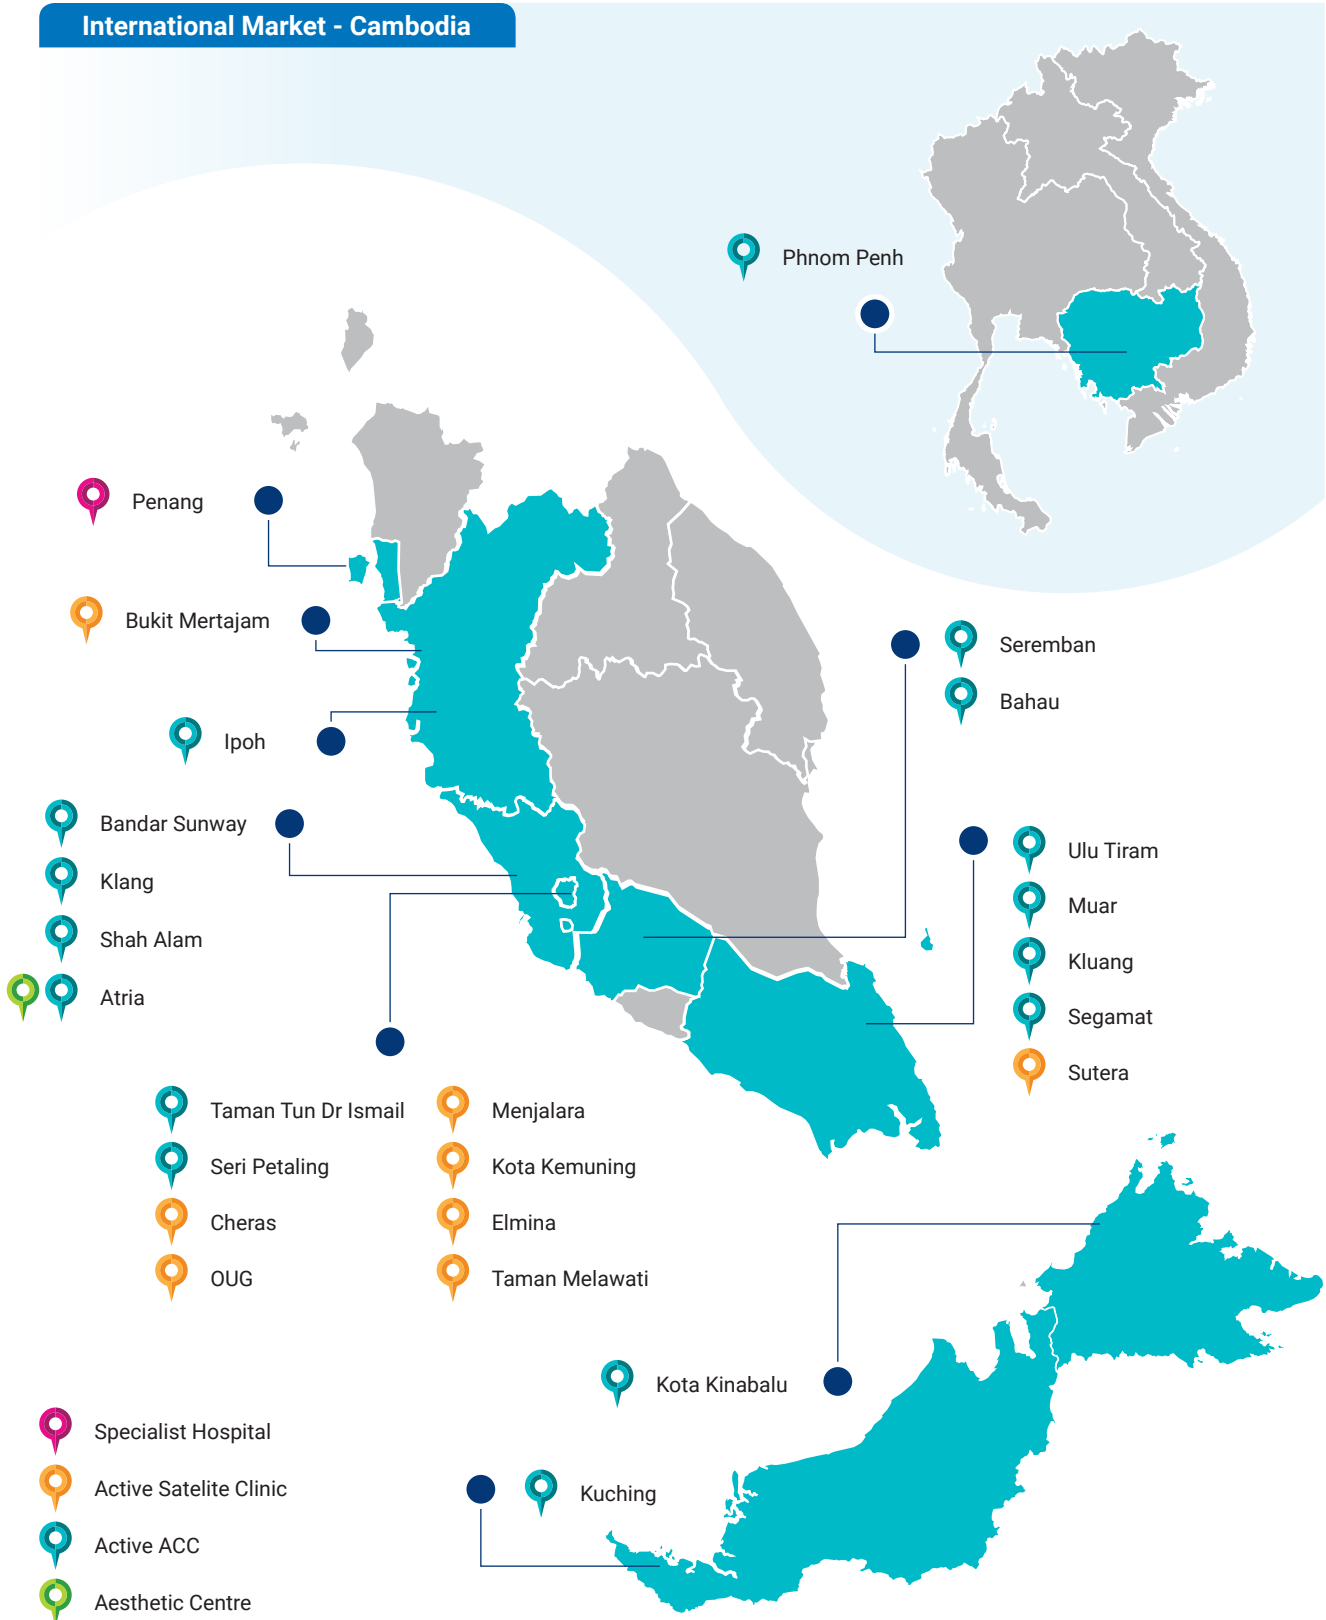 International Market - Cambodia
Phnom Penh
Penang
Bukit Mertajam
Ipoh
Bandar Sunway
Klang
Shah Alam
Atria
Seremban
Bahau
Ulu Tiram
Muar
Kluang
Segamat
Sutera
Taman Tun Dr Ismail
Seri Petaling
Cheras
OUG
Menjalara
Kota Kemuning
Elmina
Taman Melawati
Kota Kinabalu
Kuching
Specialist Hospital
Active Satelite Clinic
Active ACC
Aesthetic Centre